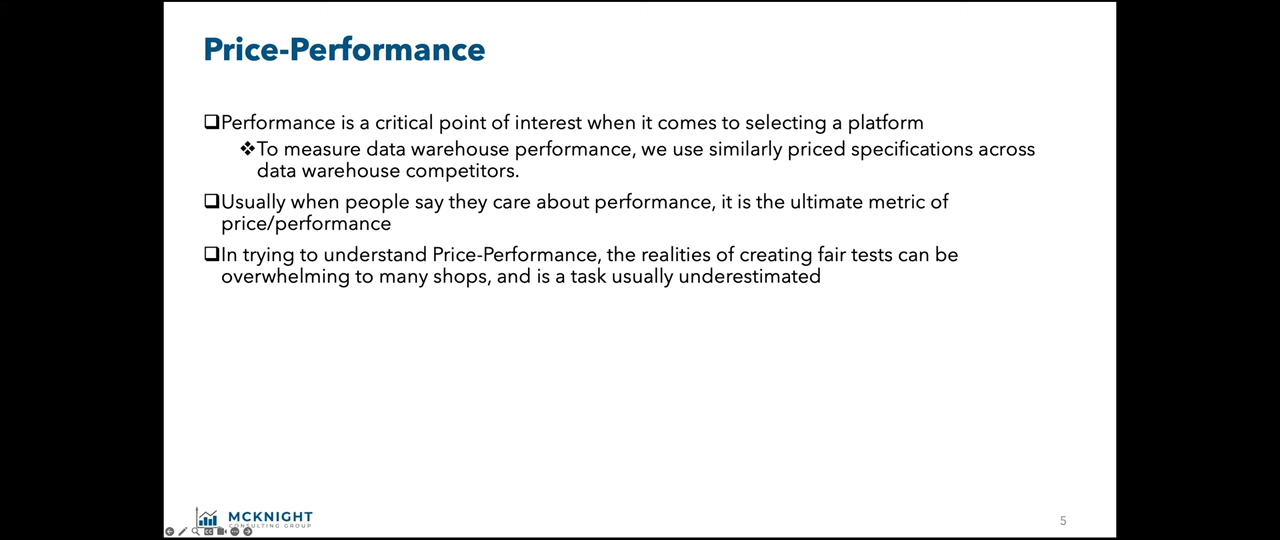 Price-Performance
❑Performance is a critical point of interest when it comes to selecting a platform
❖To measure data warehouse performance, we use similarly priced specifications across
data warehouse competitors.
❑Usually when people say they care about performance, it is the ultimate metric of
price/performance
❑In trying to understand Price-Performance, the realities of creating fair tests can be
overwhelming to many shops, and is a task usually underestimated
MCKNIGHT
CONSULTING GROUP
5